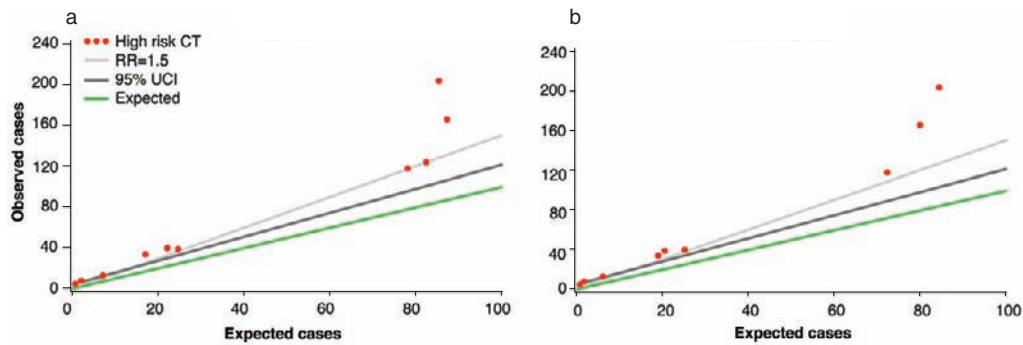 a
High risk CT
RR=1.5
95% UCI
Expected
240
200
160
120
80
40
0
Observed cases
0 20 40 60 80 100
Expected cases
b
240
200
160
120
80
40
0
0 20 40 60 80 100
Expected cases